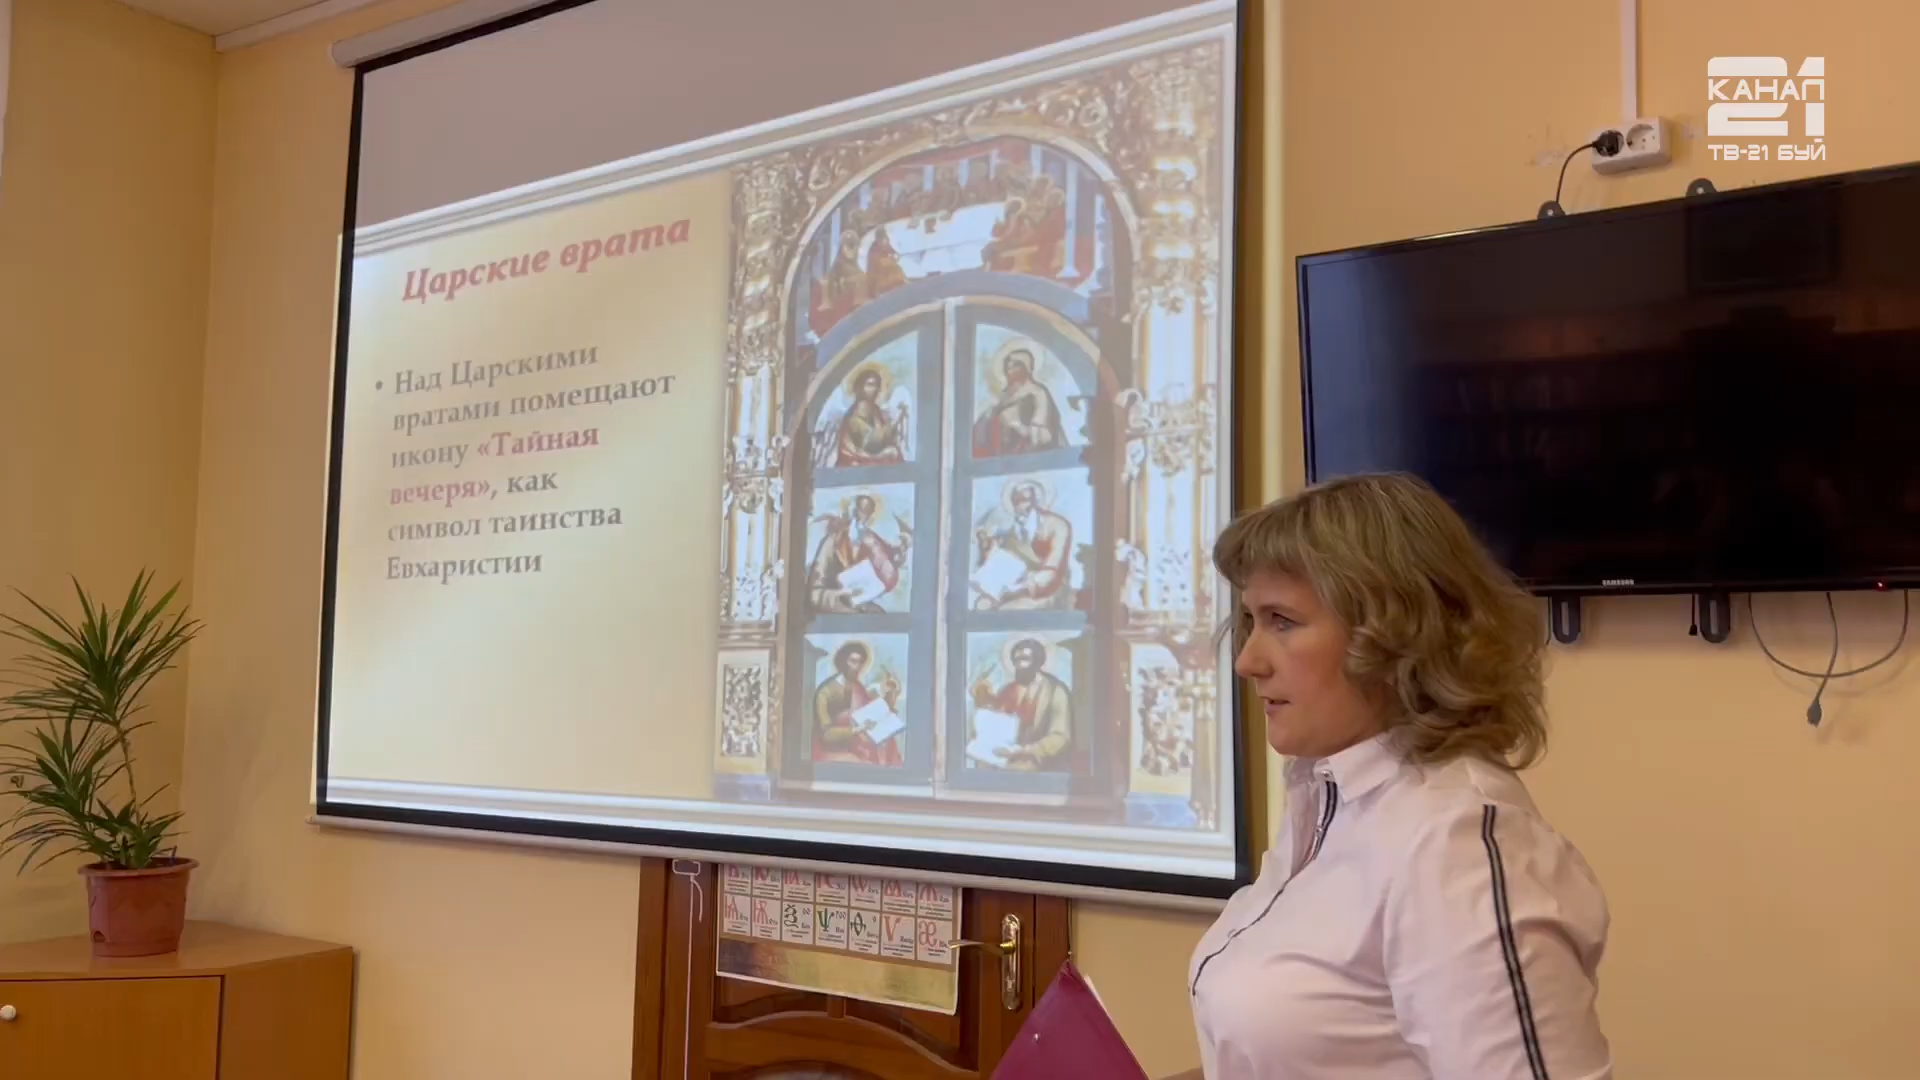 21
КАНАЛ
ТВ-21 БУЙ
Царские врата
• Над Царскими
вратами помещают
икону «Тайная
вечеря», как
символ таинства
Евхаристии
SAMSUNG